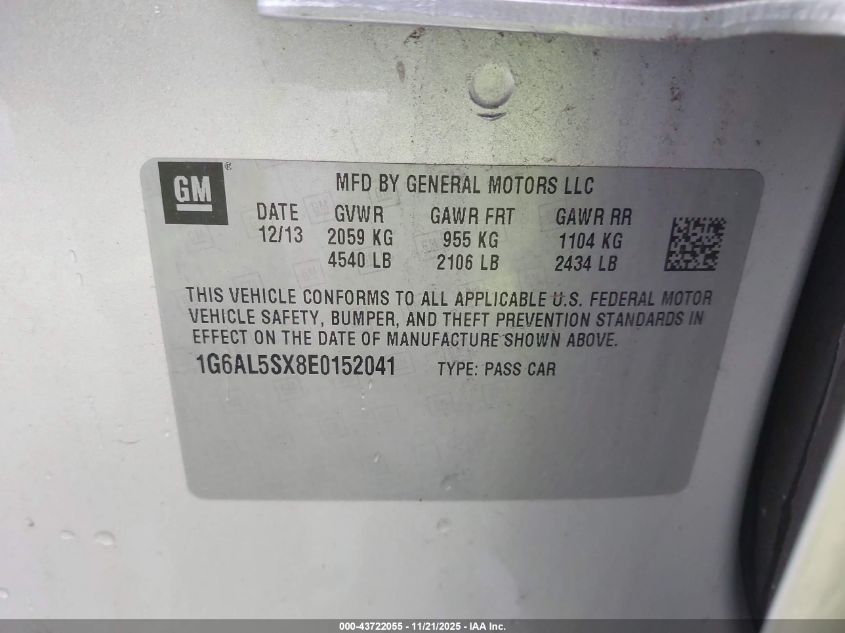 GM®
MFD BY GENERAL MOTORS LLC
DATE GVWR GAWR FRT GAWR RR
12/13 2059 KG 955 KG 1104 KG
4540 LB 2106 LB 2434 LB
THIS VEHICLE CONFORMS TO ALL APPLICABLE U.S. FEDERAL MOTOR
VEHICLE SAFETY, BUMPER, AND THEFT PREVENTION STANDARDS IN
EFFECT ON THE DATE OF MANUFACTURE SHOWN ABOVE.
1G6AL5SX8E0152041 TYPE: PASS CAR
000-43722055 - 11/21/2025 - IAA Inc.